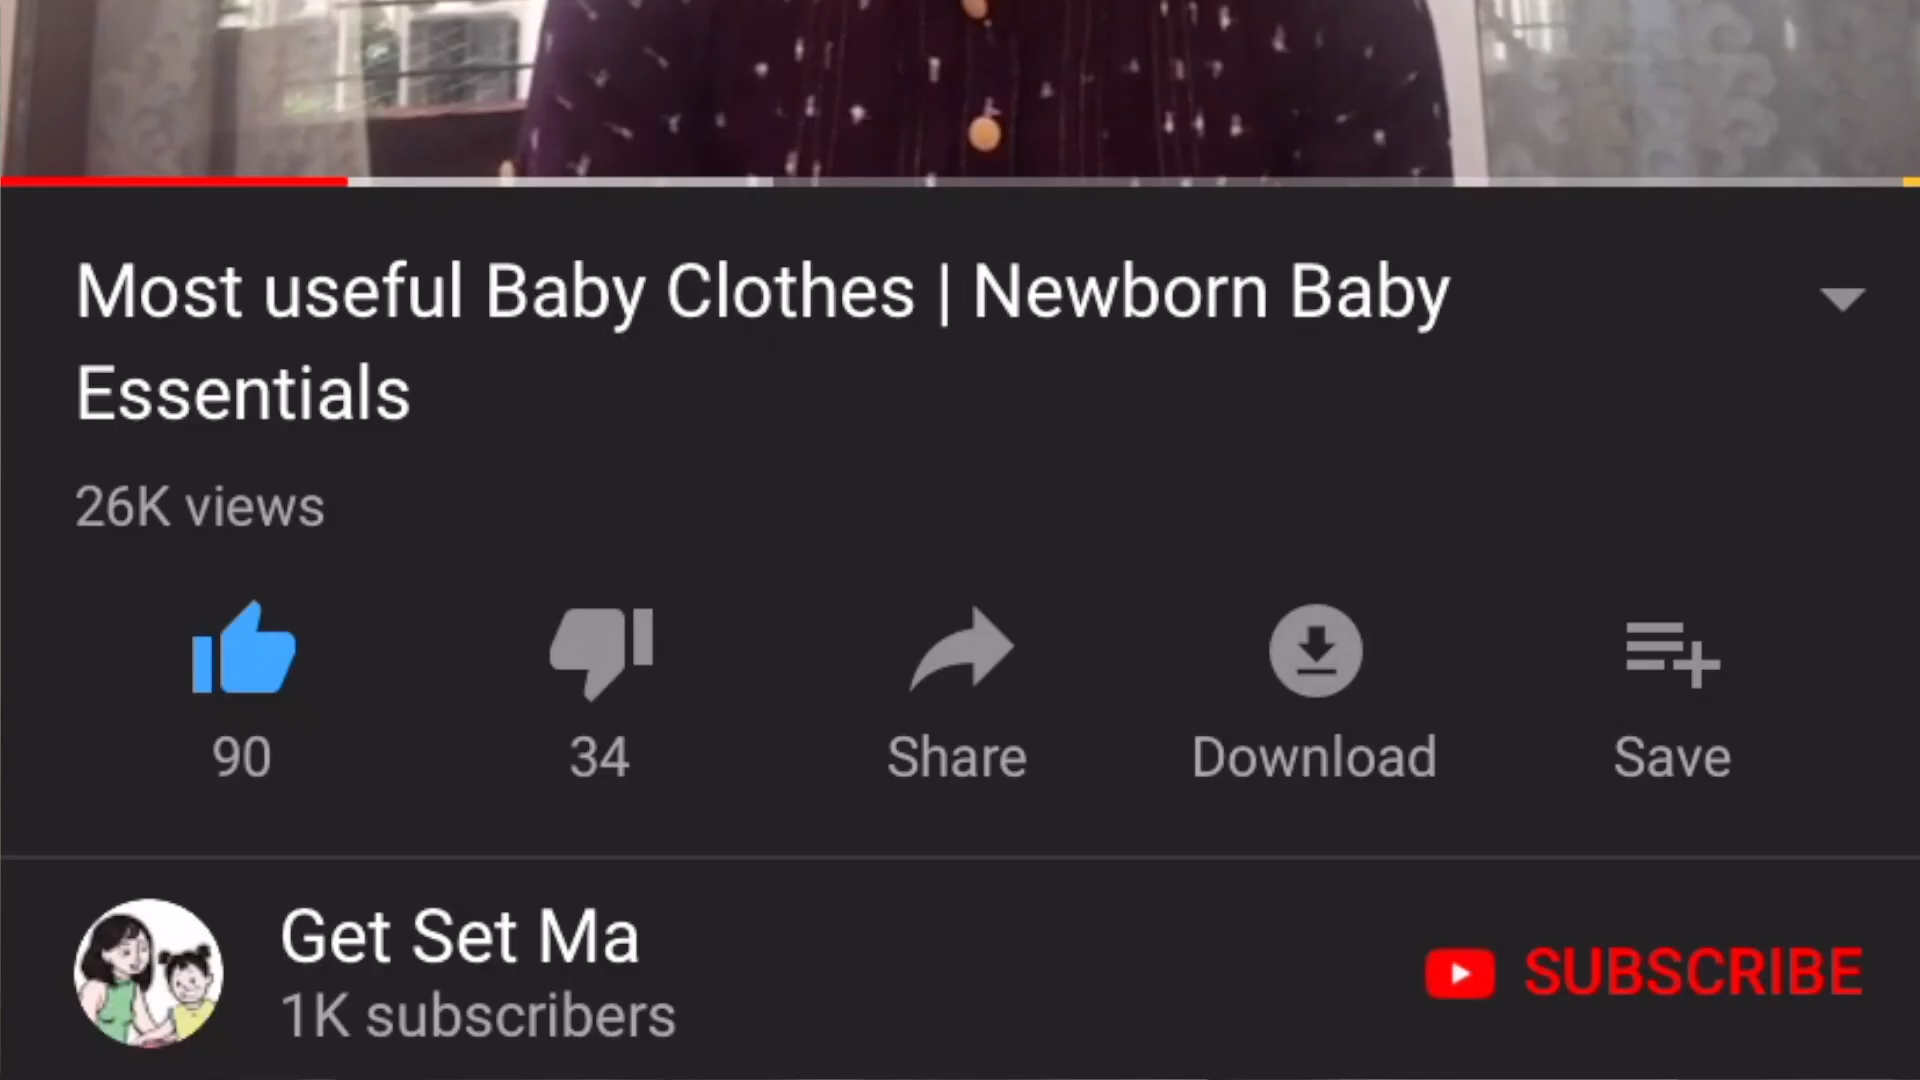 Most useful Baby Clothes | Newborn Baby
Essentials
26K views
90
34
Share
Download
Save
Get Set Ma
1K subscribers
SUBSCRIBE